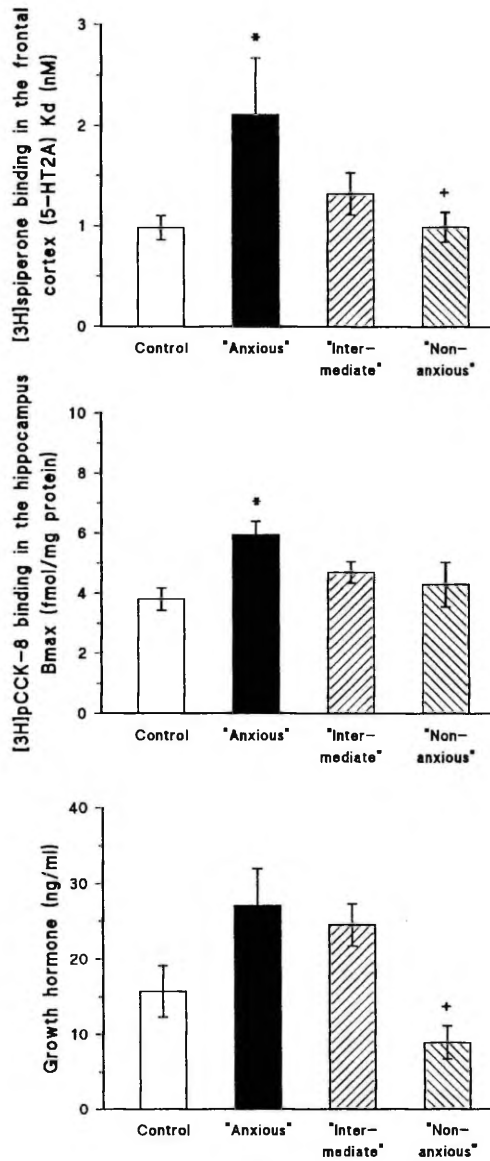 [3H]spiperone binding in the frontal
cortex (5-HT2A) Kd (nM)
3
2
1
0
*
+
Control
"Anxious"
"Inter-
mediate"
"Non-
anxious"
[3H]pCCK-8 binding in the hippocampus
Bmax (fmol/mg protein)
10
8
6
4
2
0
*
Control
"Anxious"
"Inter-
mediate"
"Non-
anxious"
Growth hormone (ng/ml)
40
30
20
10
0
+
Control
"Anxious"
"Inter-
mediate"
"Non-
anxious"